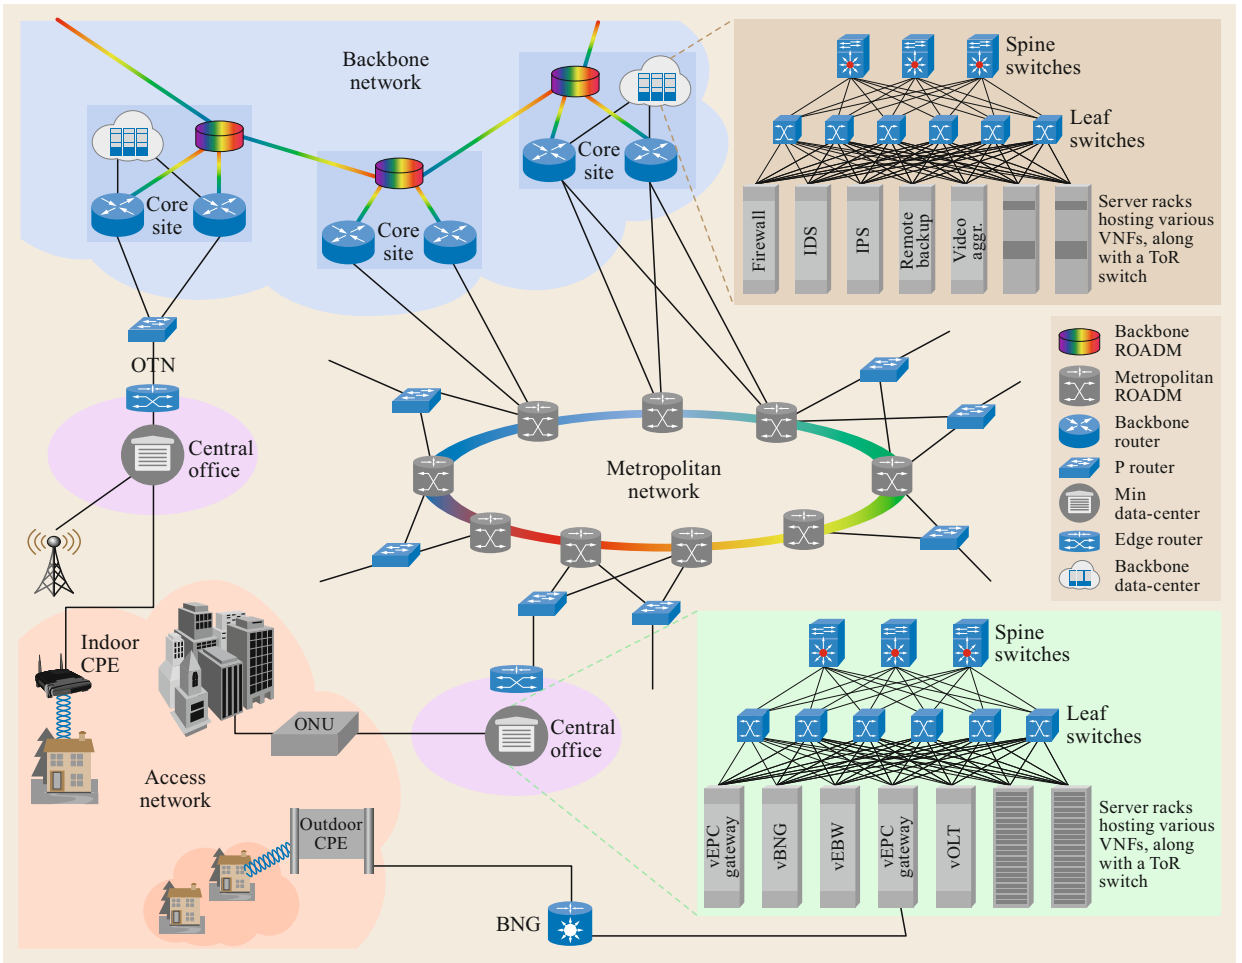 Backbone
network
Core
site
Core
site
Core
site
Spine
switches
Leaf
switches
Firewall
IDS
IPS
Remote
backup
Video
aggr.
Server racks
hosting various
VNFs, along
with a ToR
switch
OTN
Central
office
Metropolitan
network
Backbone
ROADM
Metropolitan
ROADM
Backbone
router
P router
Min
data-center
Edge router
Backbone
data-center
Indoor
CPE
ONU
Central
office
Access
network
Outdoor
CPE
BNG
Spine
switches
Leaf
switches
vEPC
gateway
vBNG
vEBW
vEPC
gateway
vOLT
Server racks
hosting various
VNFs, along
with a ToR
switch